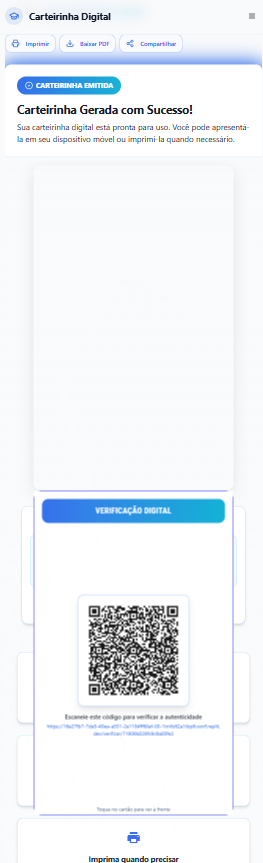 Carteirinha Digital
Imprimir
Baixar PDF
Compartilhar
CARTEIRINHA EMITIDA
Carteirinha Gerada com Sucesso!
Sua carteirinha digital está pronta para uso. Você pode apresentá-
la em seu dispositivo móvel ou imprimi-la quando necessário.
VERIFICAÇÃO DIGITAL
Escaneie este código para verificar a autenticidade
Toque no cartão para ver a frente
Imprima quando precisar